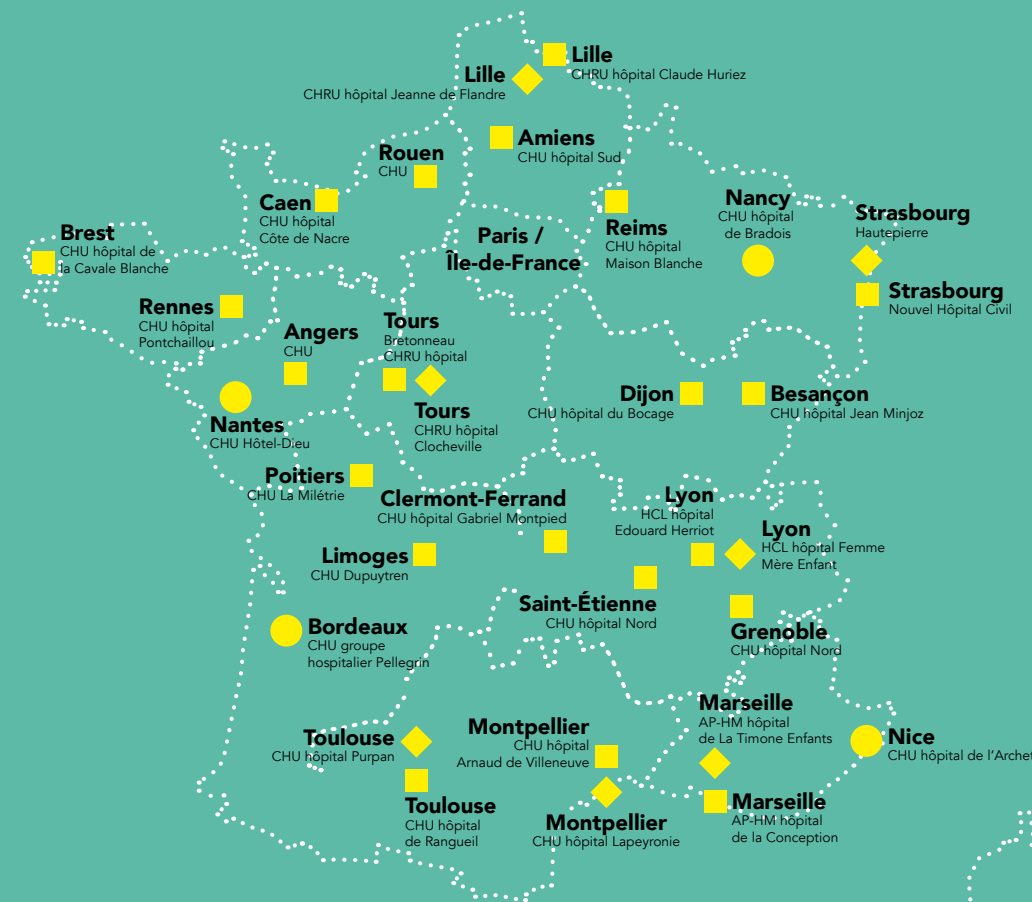 Lille
CHRU hôpital Claude Huriez
Lille
CHRU hôpital Jeanne de Flandre
Amiens
CHU hôpital Sud
Rouen
CHU
Caen
CHU hôpital
Côte de Nacre
Reims
CHU hôpital
Maison Blanche
Nancy
CHU hôpital
de Bradois
Strasbourg
Hautepierre
Strasbourg
Nouvel Hôpital Civil
Paris /
Île-de-France
Brest
CHU hôpital de
la Cavale Blanche
Rennes
CHU hôpital
Pontchaillou
Angers
CHU
Tours
Bretonneau
CHRU hôpital
Tours
CHRU hôpital
Clocheville
Nantes
CHU Hôtel-Dieu
Dijon
CHU hôpital du Bocage
Besançon
CHU hôpital Jean Minjoz
Poitiers
CHU La Milétrie
Clermont-Ferrand
CHU hôpital Gabriel Montpied
Lyon
HCL hôpital
Edouard Herriot
Lyon
HCL hôpital Femme
Mère Enfant
Limoges
CHU Dupuytren
Saint-Étienne
CHU hôpital Nord
Grenoble
CHU hôpital Nord
Bordeaux
CHU groupe
hospitalier Pellegrin
Marseille
AP-HM hôpital
de La Timone Enfants
Toulouse
CHU hôpital Purpan
Montpellier
CHU hôpital
Arnaud de Villeneuve
Nice
CHU hôpital de l'Archet
Toulouse
CHU hôpital
de Rangueil
Montpellier
CHU hôpital Lapeyronie
Marseille
AP-HM hôpital
de la Conception